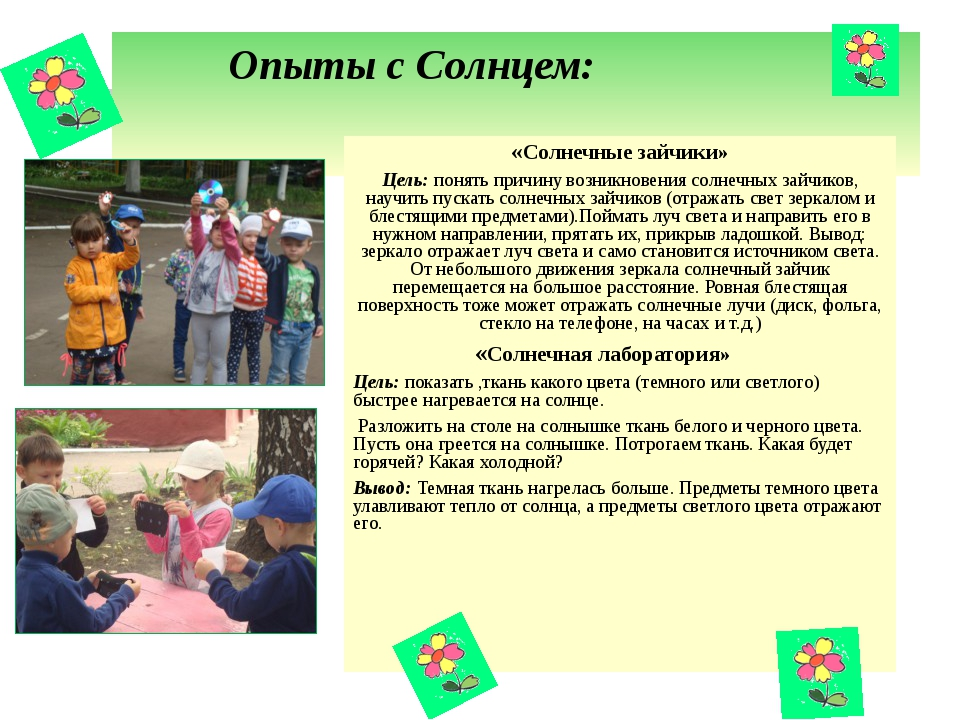 Опыты с Солнцем:
«Солнечные зайчики»
Цель: понять причину возникновения солнечных зайчиков,
научить пускать солнечных зайчиков (отражать свет зеркалом и
блестящими предметами).Поймать луч света и направить его в
нужном направлении, прятать их, прикрыв ладошкой. Вывод:
зеркало отражает луч света и само становится источником света.
От небольшого движения зеркала солнечный зайчик
перемещается на большое расстояние. Ровная блестящая
поверхность тоже может отражать солнечные лучи (диск, фольга,
стекло на телефоне, на часах и т.д.)
«Солнечная лаборатория»
Цель: показать ,ткань какого цвета (темного или светлого)
быстрее нагревается на солнце.
Разложить на столе на солнышке ткань белого и черного цвета.
Пусть она греется на солнышке. Потрогаем ткань. Какая будет
горячей? Какая холодной?
Вывод: Темная ткань нагрелась больше. Предметы темного цвета
улавливают тепло от солнца, а предметы светлого цвета отражают
его.